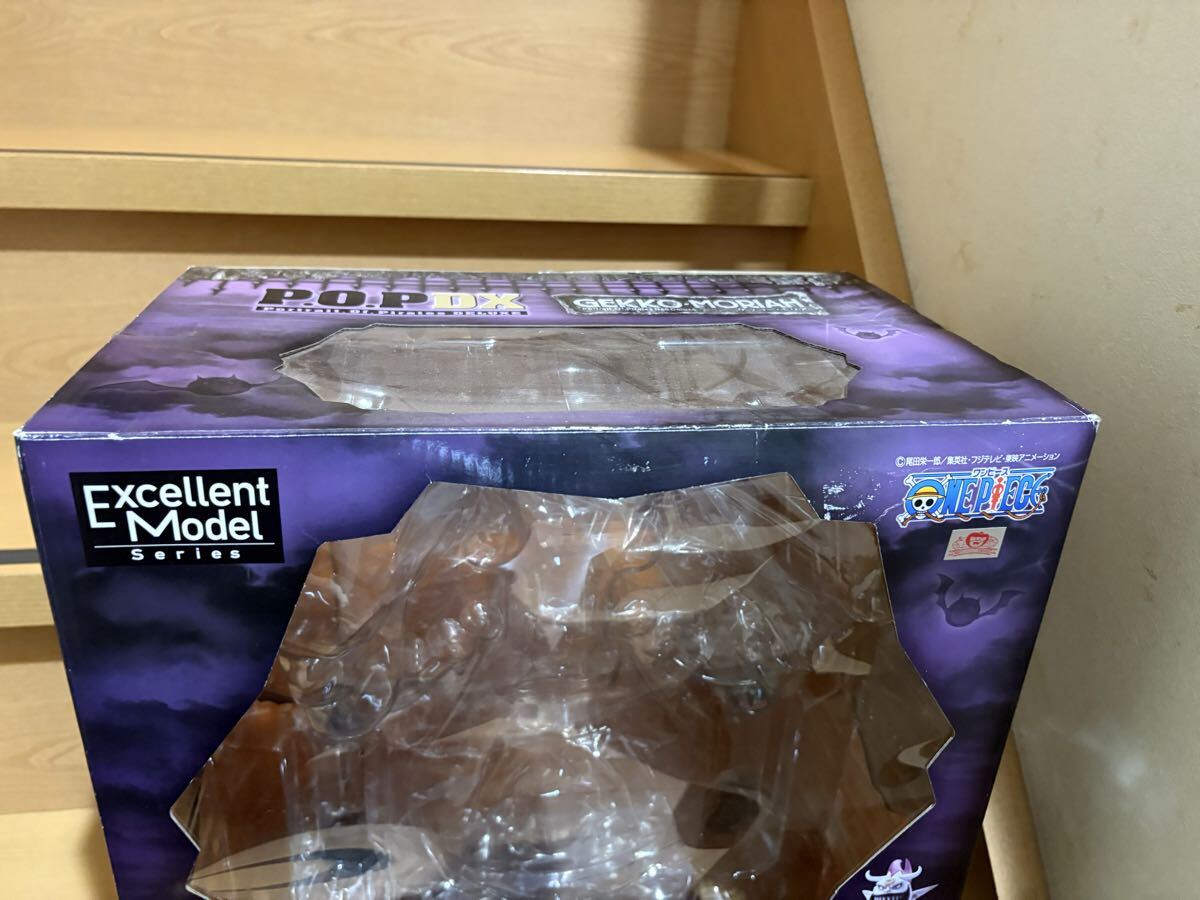 P.O.P DX
Portrait Of Pirates DELUXE
GEKKO・MORIAH
Excellent
Model
Series
©尾田栄一郎／集英社・フジテレビ・東映アニメーション
ワンピース
ONE PIECE